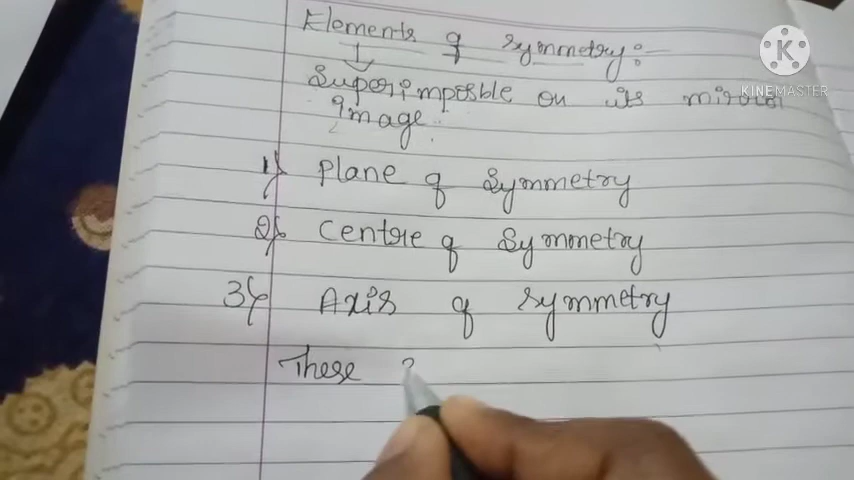 Elements of Symmetry:-
Superimposble on its mirror
image.
1) Plane of Symmetry
2) Centre of Symmetry
3) Axis of Symmetry
These
KINEMASTER